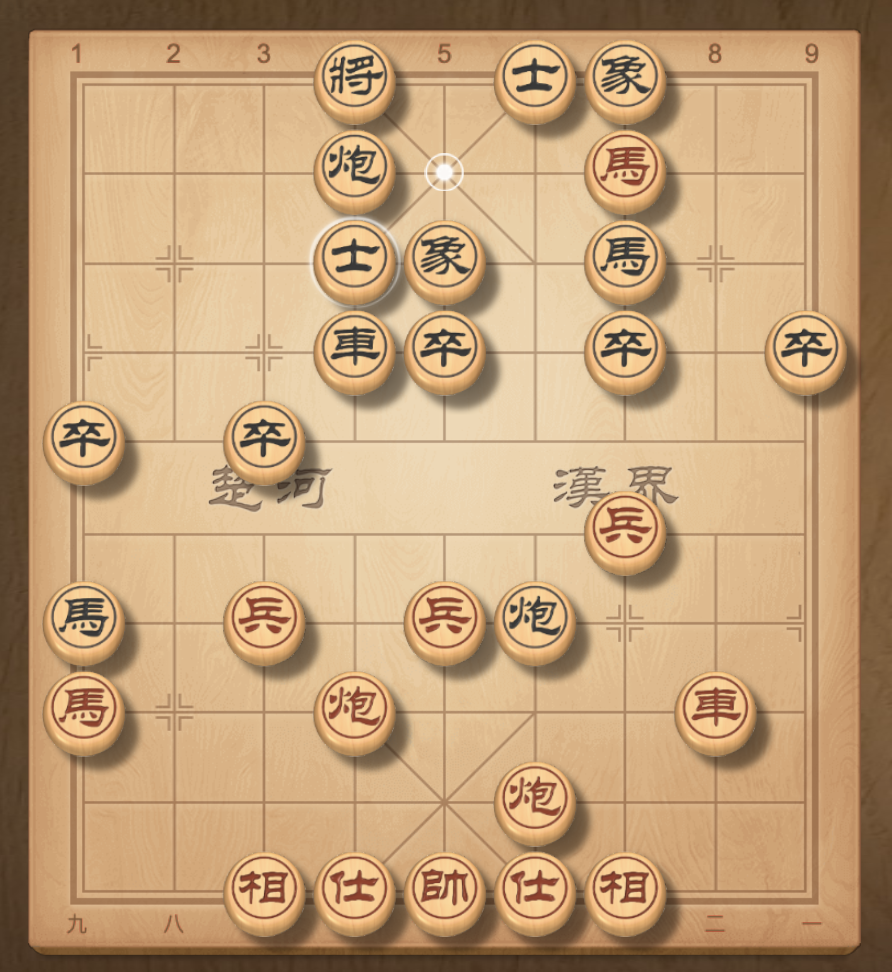 1 2 3 5 8 9
將 士 象
炮 馬
士 象 馬
車 卒 卒 卒
卒 卒
楚河 漢界
兵
馬 兵 兵 炮
馬 炮 車
炮
相 仕 帥 仕 相
九 八 二 一